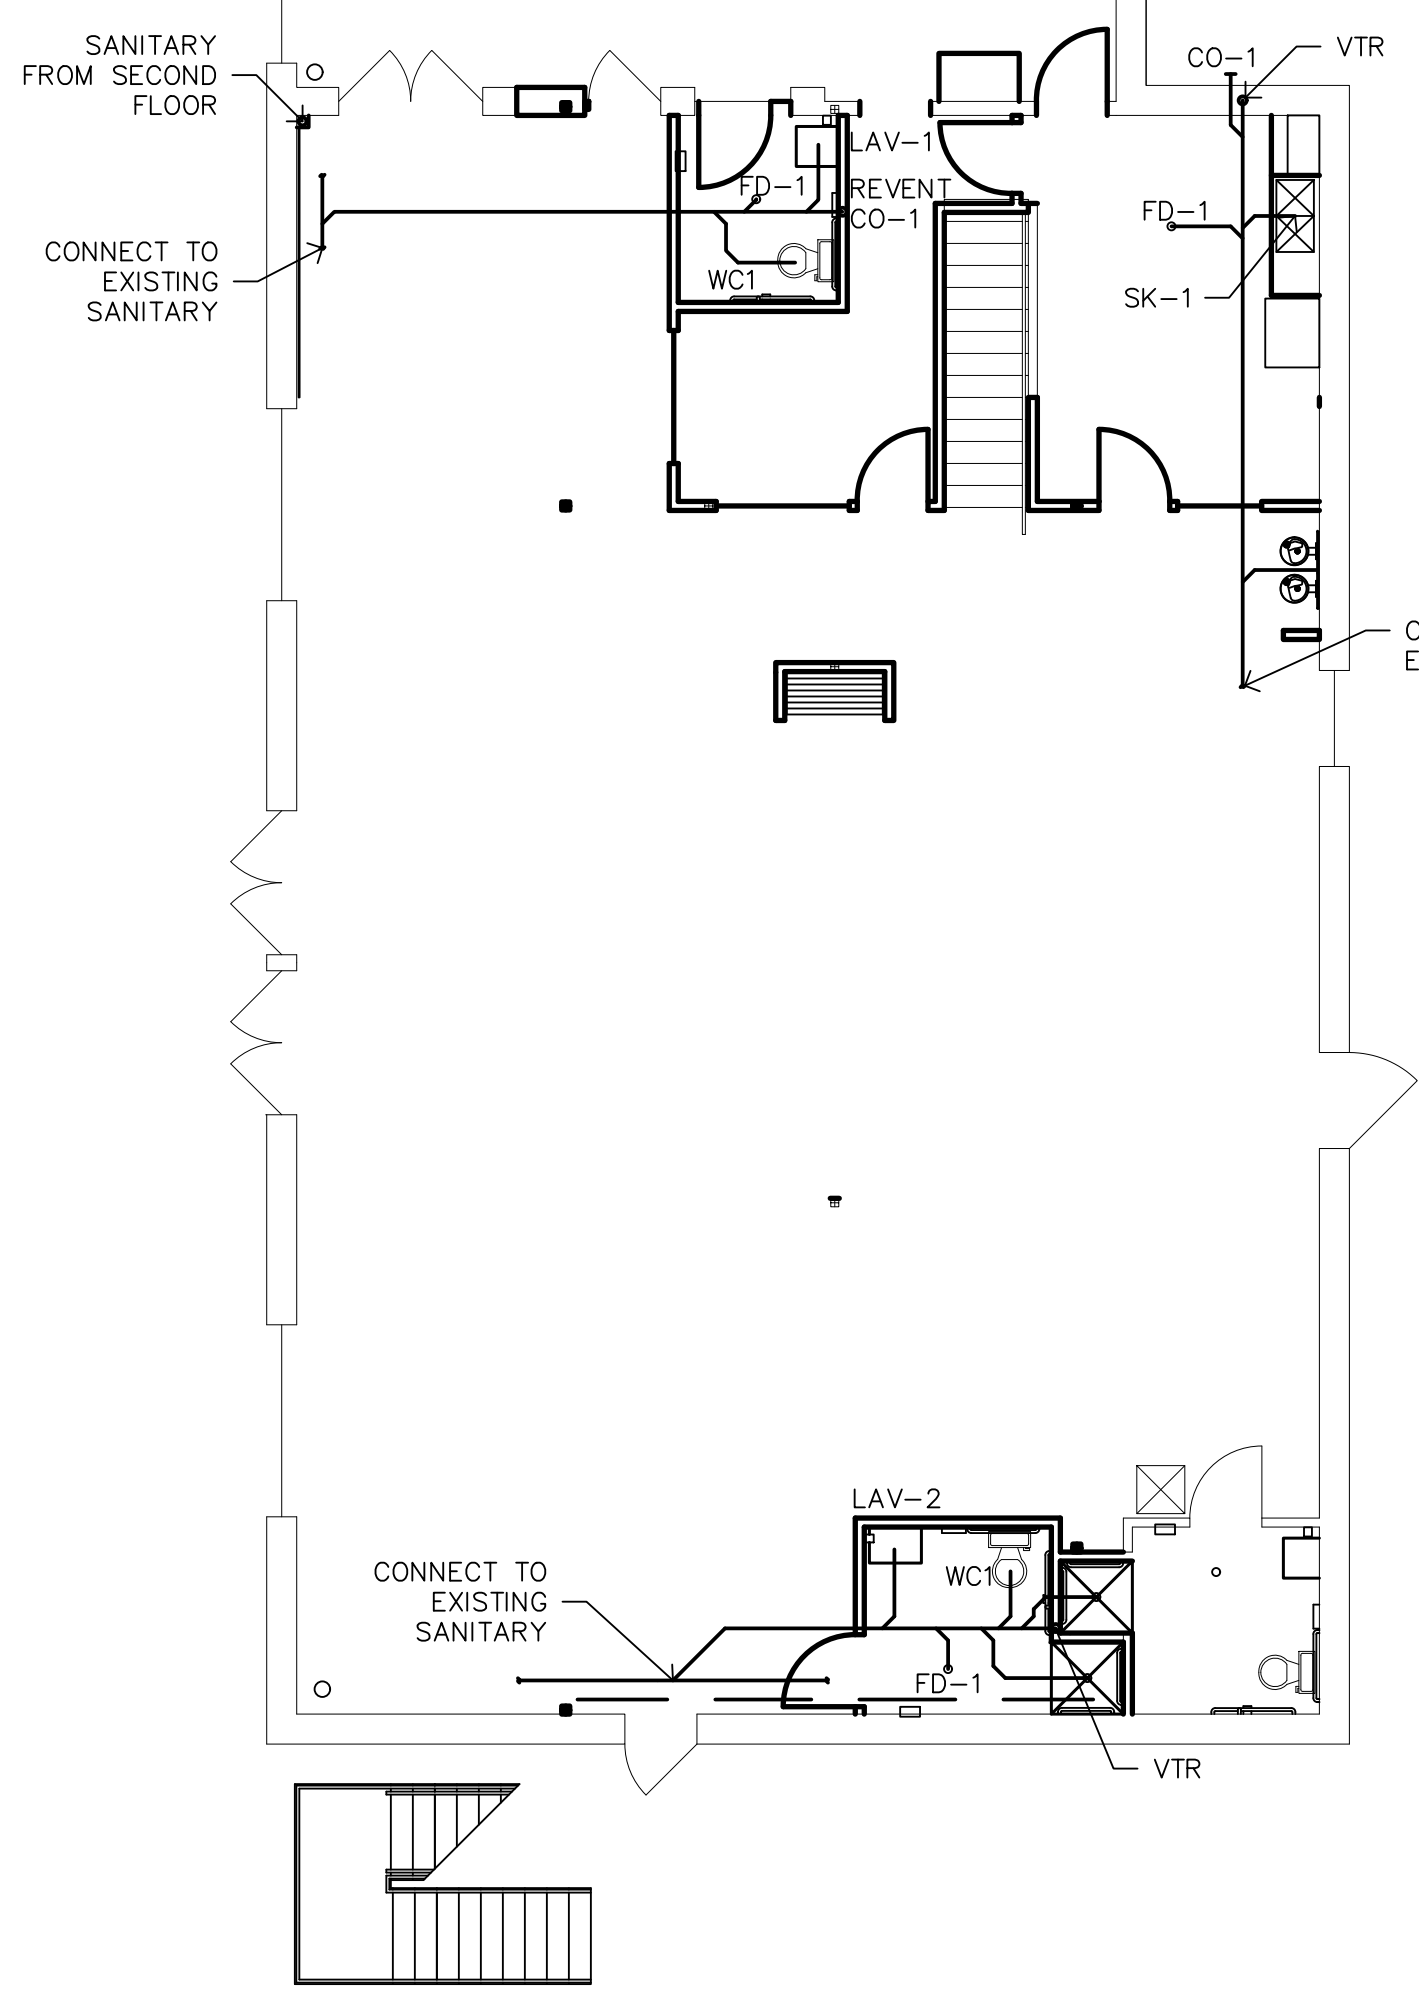 SANITARY
FROM SECOND
FLOOR
CO-1
VTR
LAV-1
FD-1
REVENT
CO-1
FD-1
CONNECT TO
EXISTING
SANITARY
WC1
SK-1
LAV-2
CONNECT TO
EXISTING
SANITARY
WC1
FD-1
VTR